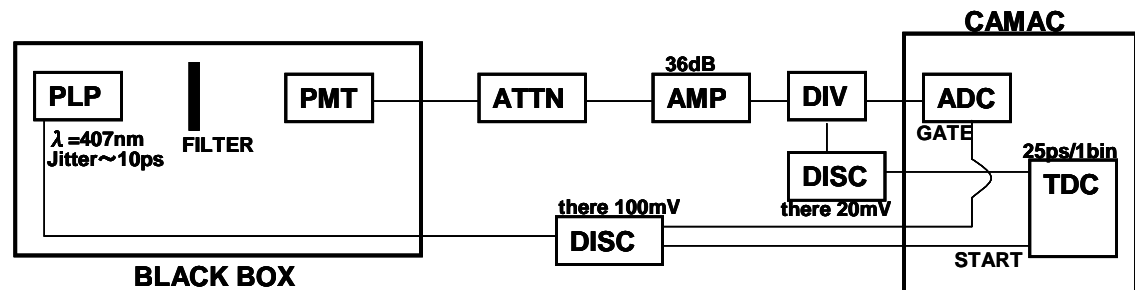 CAMAC
36dB
PLP
PMT
ATTN
AMP
DIV
ADC
λ=407nm
Jitter～10ps
FILTER
GATE
25ps/1bin
TDC
DISC
there 20mV
there 100mV
DISC
START
BLACK BOX